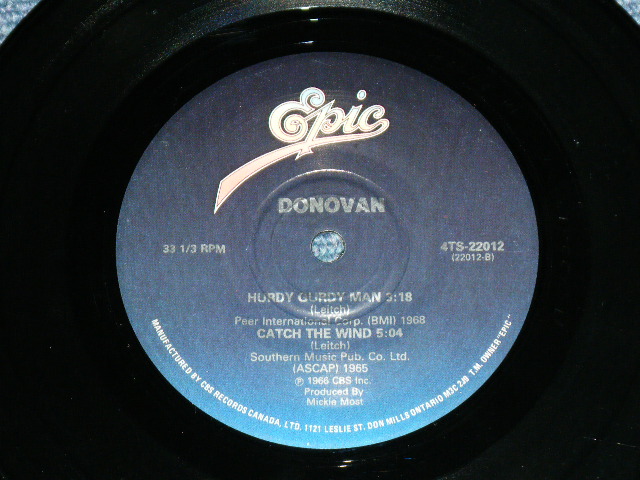 Epic
DONOVAN
33 1/3 RPM
4TS-22012
(22012-B)
HURDY GURDY MAN 3:18
(Leitch)
Peer International Corp. (BMI) 1968
CATCH THE WIND 5:04
(Leitch)
Southern Music Pub. Co. Ltd.
(ASCAP) 1965
℗ 1966 CBS Inc.
Produced By
Mickie Most
MANUFACTURED BY CBS RECORDS CANADA, LTD. 1121 LESLIE ST. DON MILLS ONTARIO M3C 2J9 T.M. OWNER "EPIC"